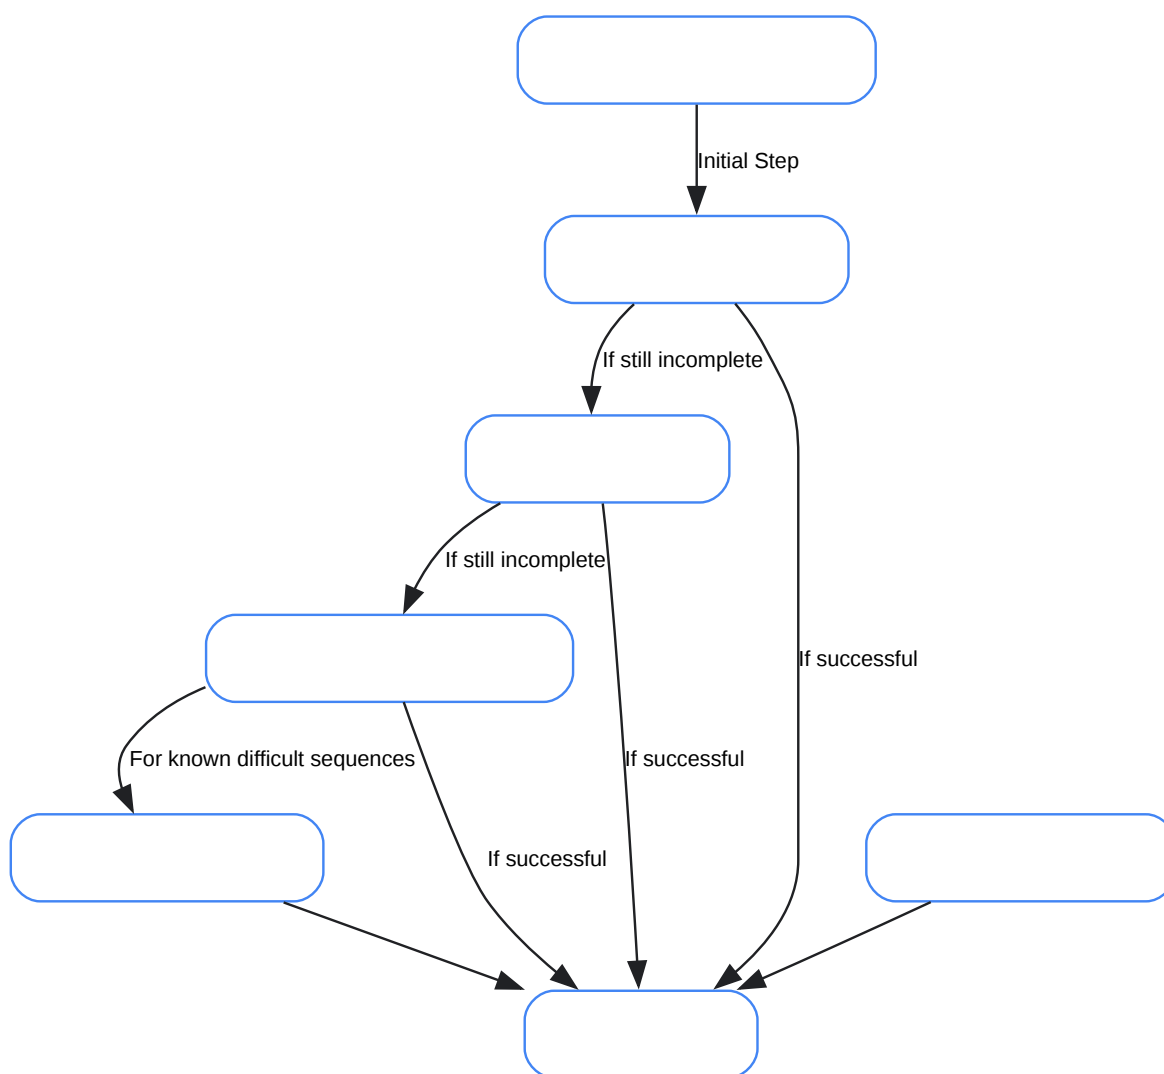 Initial Step
If still incomplete
If still incomplete
If successful
For known difficult sequences
If successful
If successful